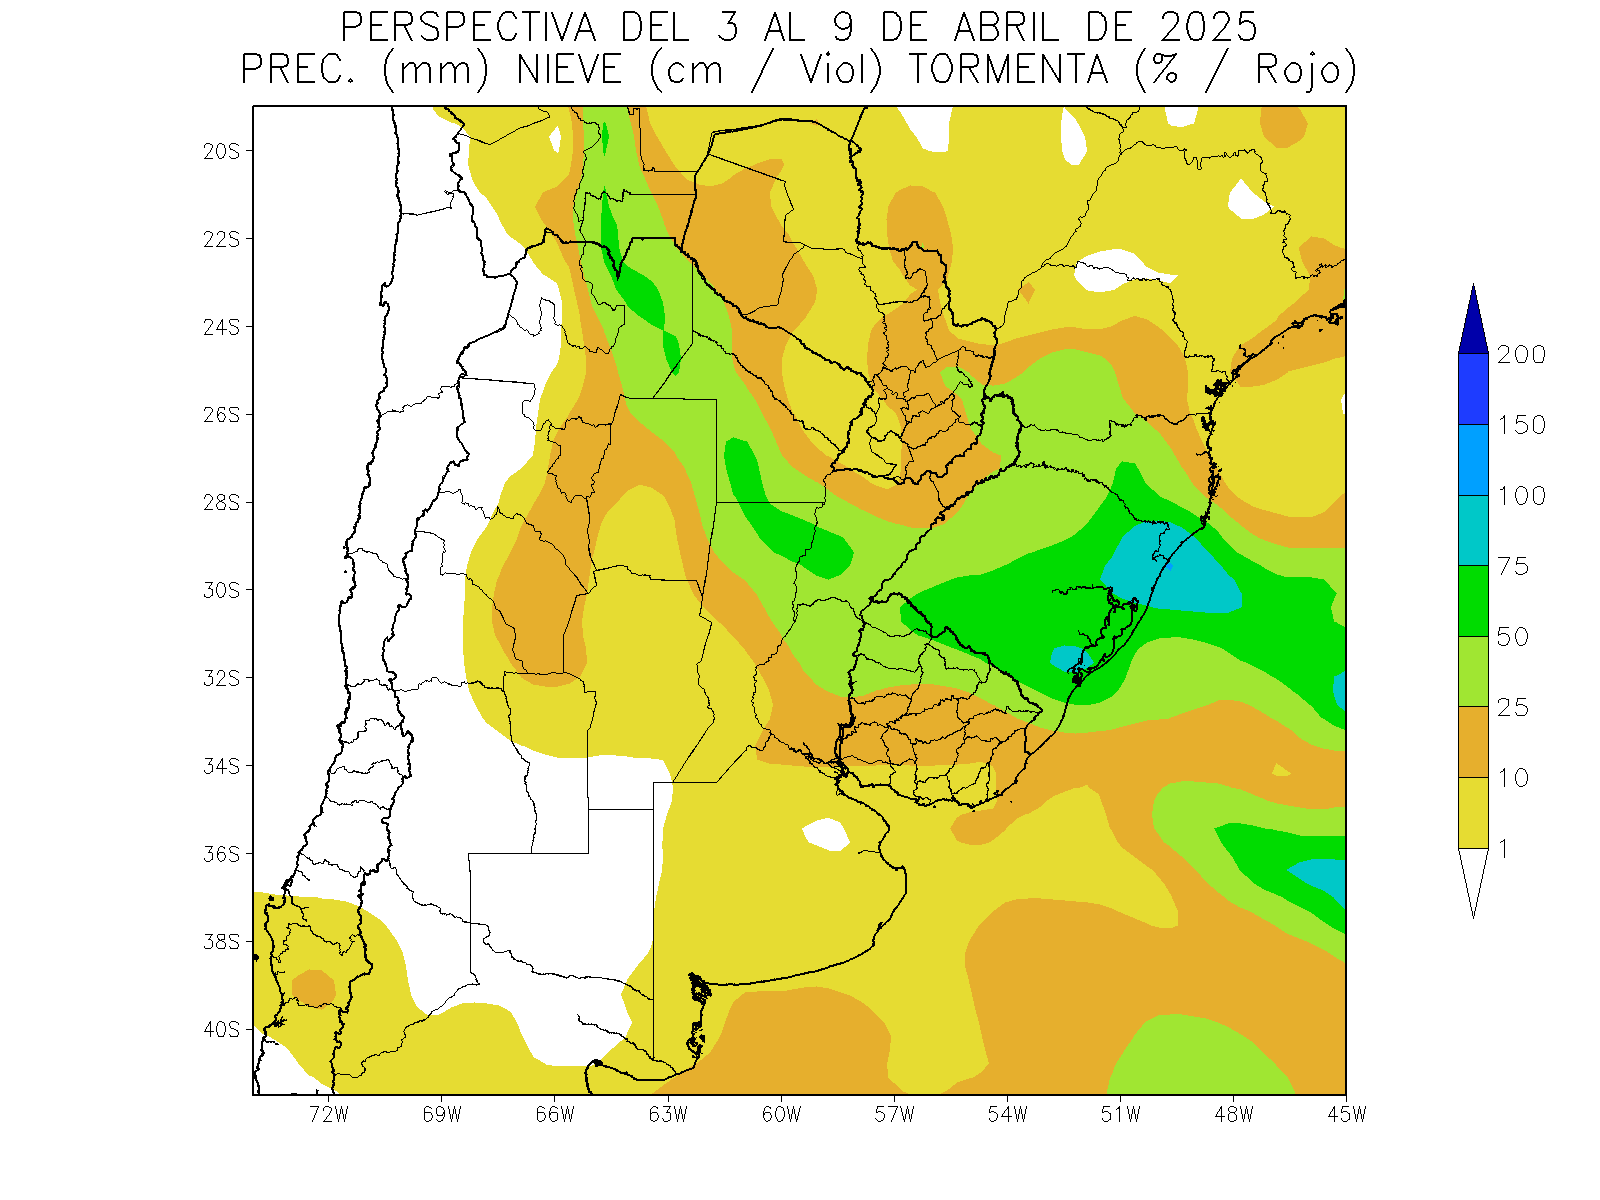 PERSPECTIVA DEL 3 AL 9 DE ABRIL DE 2025
PREC. (mm) NIEVE (cm / Viol) TORMENTA (% / Rojo)
20S
22S
24S
26S
28S
30S
32S
34S
36S
38S
40S
72W 69W 66W 63W 60W 57W 54W 51W 48W 45W
200
150
100
75
50
25
10
1